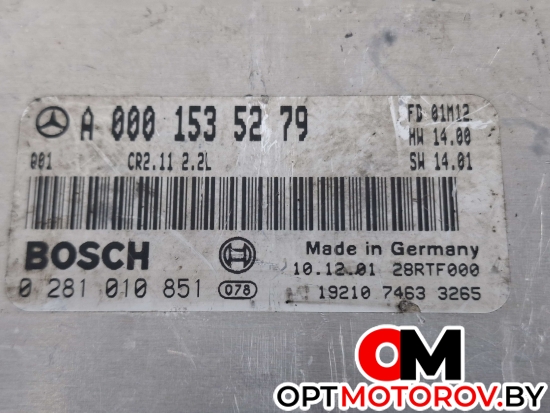 A 000 153 52 79
FD 01M12
HW 14.00
SW 14.01
001 CR2.11 2.2L
BOSCH
Made in Germany
10.12.01 28RTF000
0 281 010 851 078
19210 7463 3265
OM
OPTMOTOROV.BY